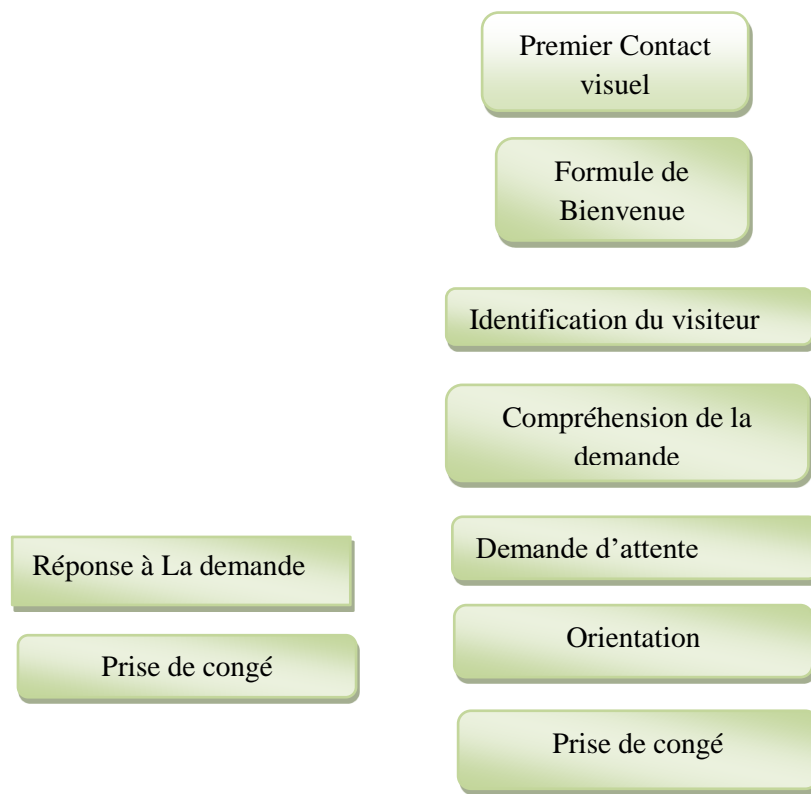 Premier Contact
visuel
Formule de
Bienvenue
Identification du visiteur
Compréhension de la
demande
Réponse à La demande
Demande d’attente
Prise de congé
Orientation
Prise de congé